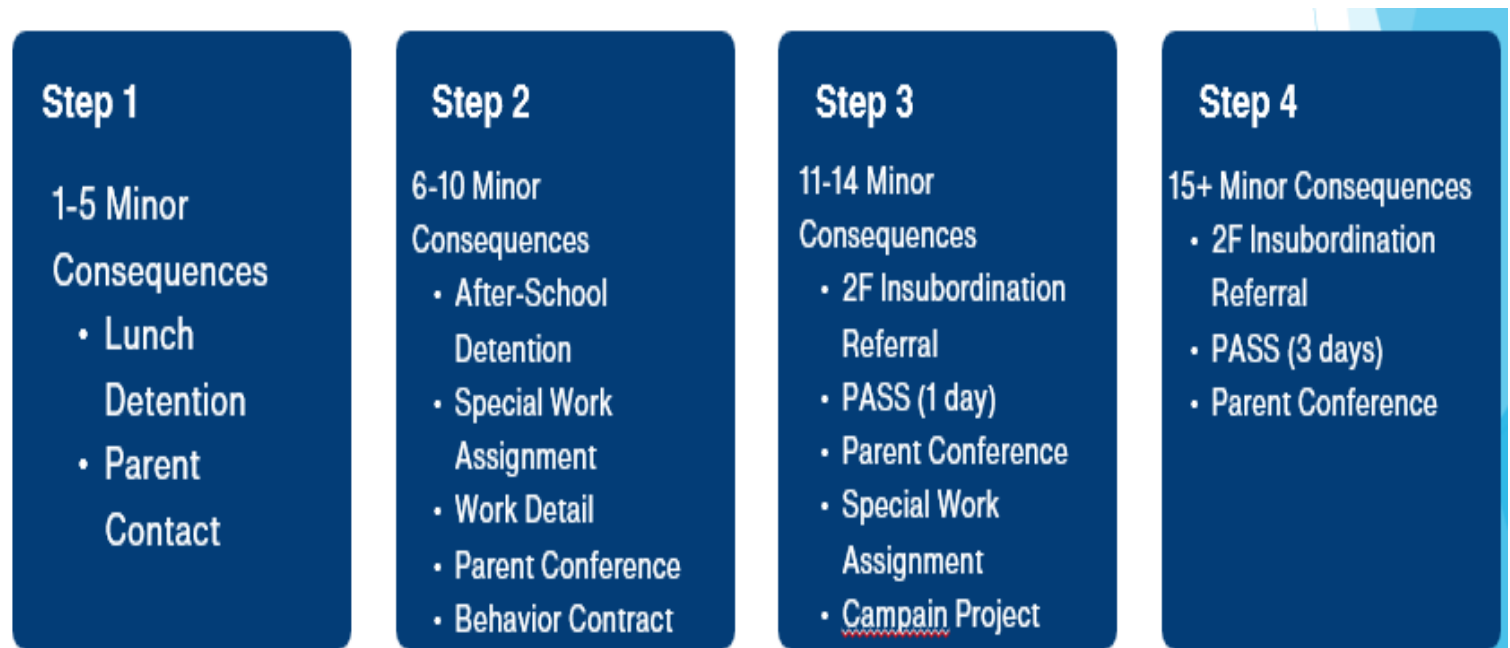 Step 1
1-5 Minor
Consequences
• Lunch
Detention
• Parent
Contact
Step 2
6-10 Minor
Consequences
• After-School
Detention
• Special Work
Assignment
• Work Detail
• Parent Conference
• Behavior Contract
Step 3
11-14 Minor
Consequences
• 2F Insubordination
Referral
• PASS (1 day)
• Parent Conference
• Special Work
Assignment
• Campain Project
Step 4
15+ Minor Consequences
• 2F Insubordination
Referral
• PASS (3 days)
• Parent Conference